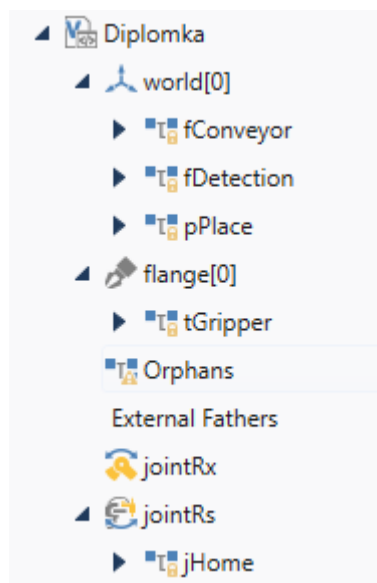 Diplomka
world[0]
fConveyor
fDetection
pPlace
flange[0]
tGripper
Orphans
External Fathers
jointRx
jointRs
jHome